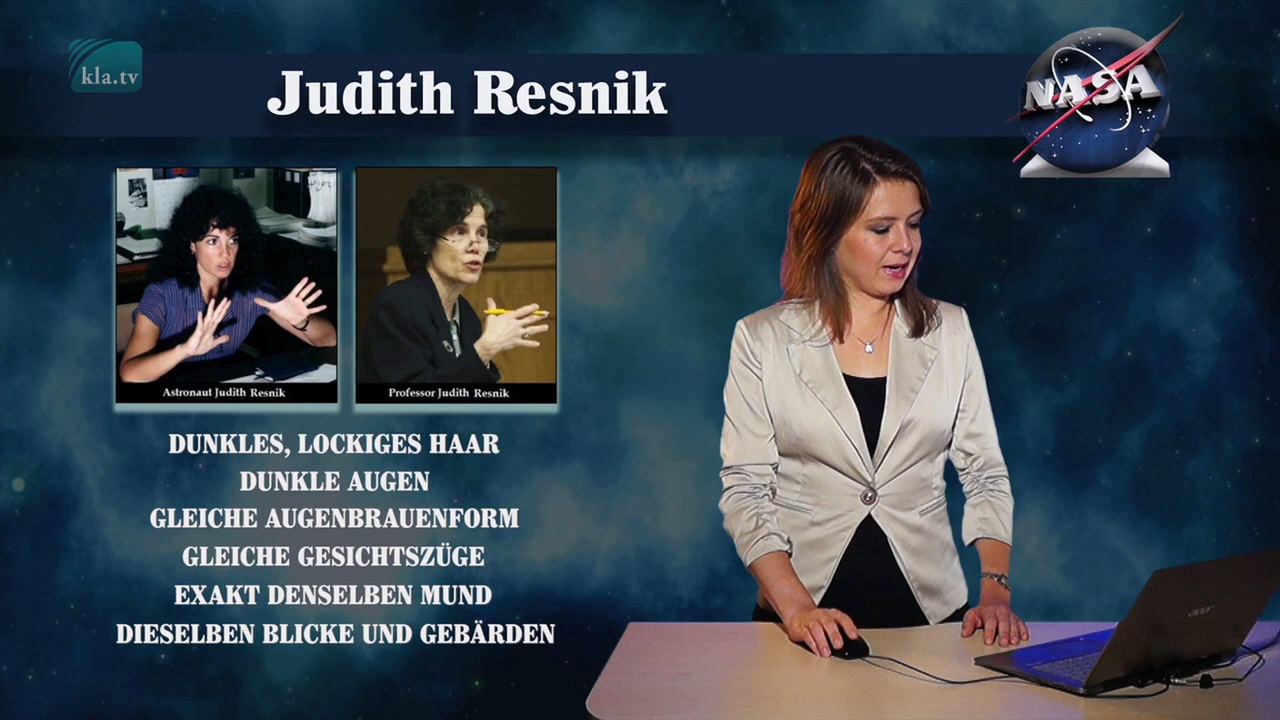 kla.tv
Judith Resnik
NASA
Astronaut Judith Resnik
Professor Judith Resnik
DUNKLES, LOCKIGES HAAR
DUNKLE AUGEN
GLEICHE AUGENBRAUENFORM
GLEICHE GESICHTSZÜGE
EXAKT DENSELBEN MUND
DIESELBEN BLICKE UND GEBÄRDEN
acer